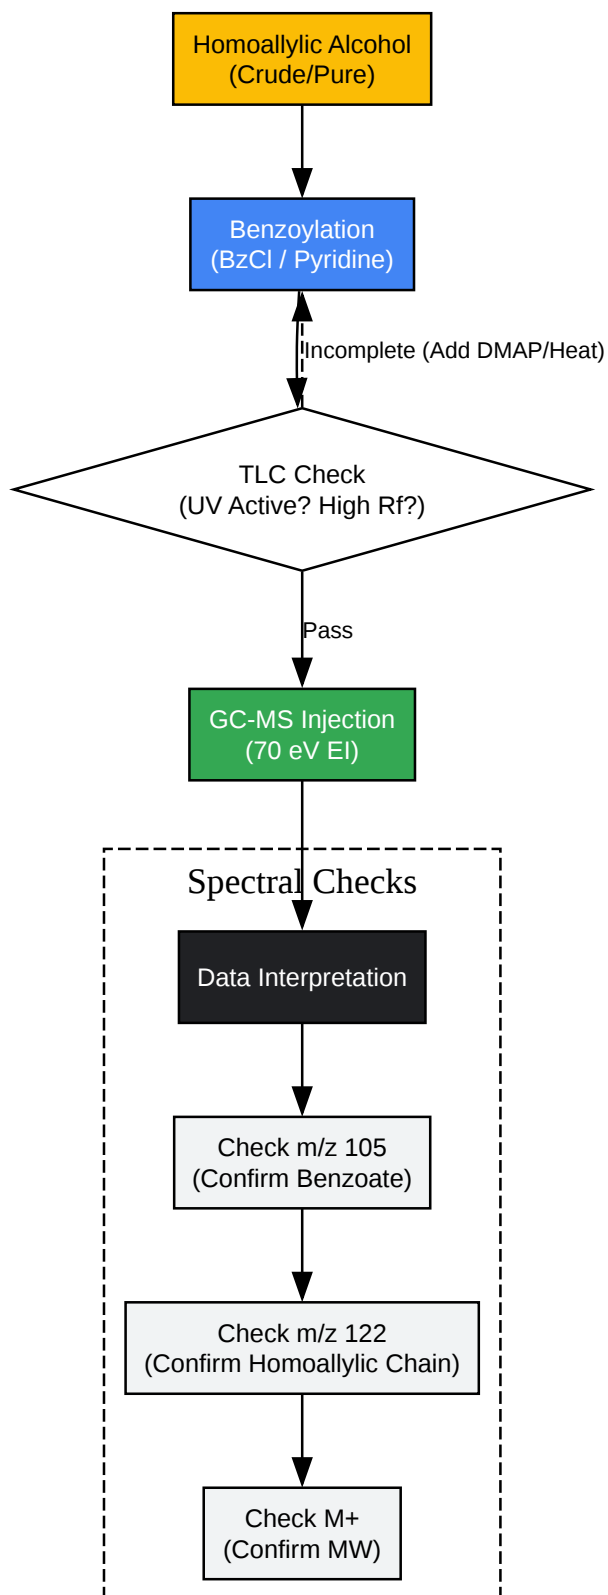 Homoallylic Alcohol
(Crude/Pure)
Benzoylation
(BzCl / Pyridine)
Incomplete (Add DMAP/Heat)
TLC Check
(UV Active? High Rf?)
Pass
GC-MS Injection
(70 eV EI)
Spectral Checks
Data Interpretation
Check m/z 105
(Confirm Benzoate)
Check m/z 122
(Confirm Homoallylic Chain)
Check M+
(Confirm MW)